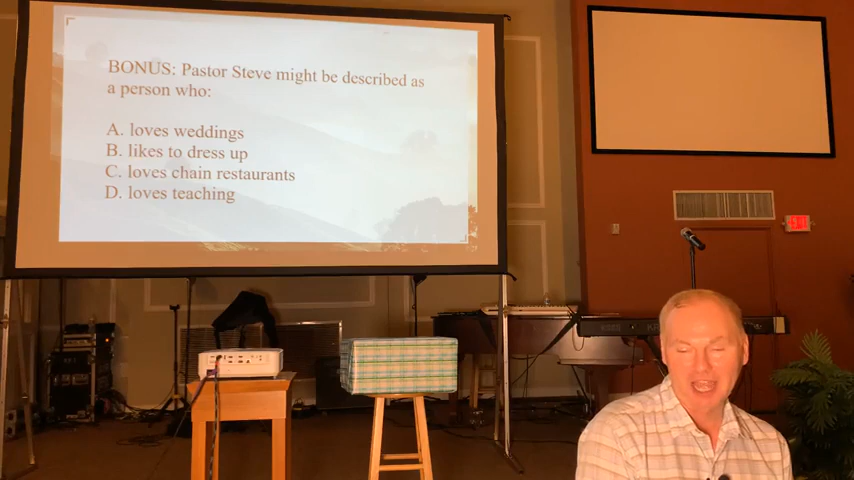 BONUS: Pastor Steve might be described as
a person who:
A. loves weddings
B. likes to dress up
C. loves chain restaurants
D. loves teaching